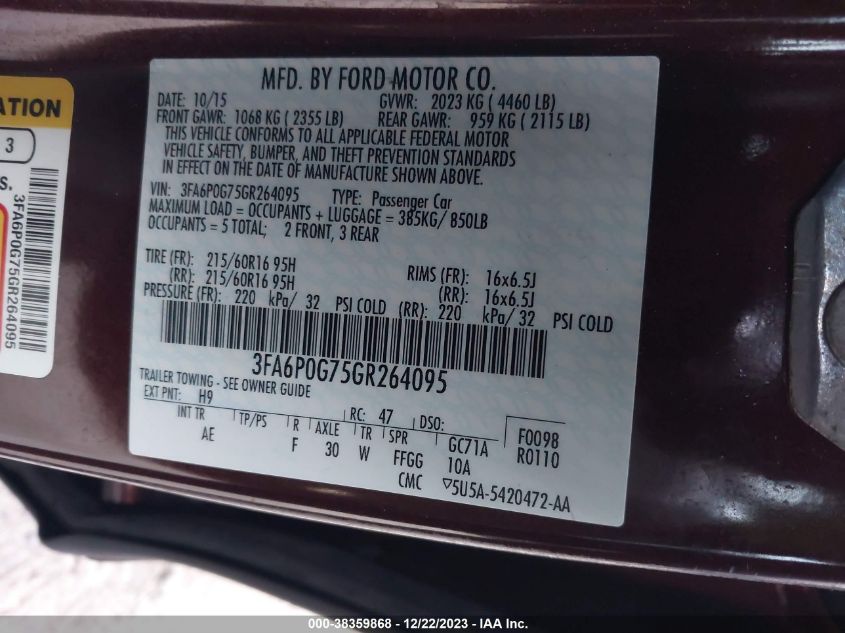 MFD. BY FORD MOTOR CO.
DATE: 10/15 GVWR: 2023 KG ( 4460 LB)
FRONT GAWR: 1068 KG ( 2355 LB) REAR GAWR: 959 KG ( 2115 LB)
THIS VEHICLE CONFORMS TO ALL APPLICABLE FEDERAL MOTOR
VEHICLE SAFETY, BUMPER, AND THEFT PREVENTION STANDARDS
IN EFFECT ON THE DATE OF MANUFACTURE SHOWN ABOVE.
VIN: 3FA6P0G75GR264095 TYPE: Passenger Car
MAXIMUM LOAD = OCCUPANTS + LUGGAGE = 385KG/ 850LB
OCCUPANTS = 5 TOTAL; 2 FRONT, 3 REAR
TIRE (FR): 215/60R16 95H RIMS (FR): 16x6.5J
(RR): 215/60R16 95H (RR): 16x6.5J
PRESSURE (FR): 220 kPa/ 32 PSI COLD (RR): 220 kPa/ 32 PSI COLD
3FA6P0G75GR264095
TRAILER TOWING - SEE OWNER GUIDE
EXT PNT: H9 RC: 47 DSO:
INT TR TP/PS R AXLE TR SPR GC71A F0098
AE F 30 W FFGG 10A R0110
CMC ▽5U5A-5420472-AA
ATION
3
S.
3FA6P0G75GR264095
000-38359868 - 12/22/2023 - IAA Inc.